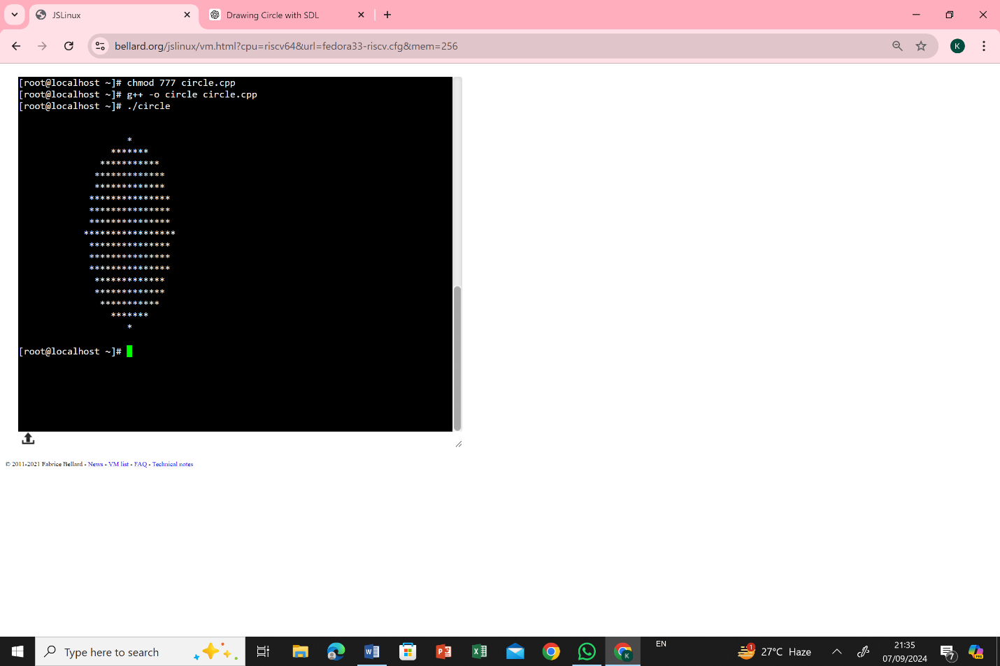 JSLinux
Drawing Circle with SDL
bellard.org/jslinux/vm.html?cpu=riscv64&url=fedora33-riscv.cfg&mem=256
K
[root@localhost ~]# chmod 777 circle.cpp
[root@localhost ~]# g++ -o circle circle.cpp
[root@localhost ~]# ./circle
*
*******
***********
*************
*************
***************
***************
***************
*****************
***************
***************
***************
*************
*************
***********
*******
*
[root@localhost ~]#
© 2011-2021 Fabrice Bellard - News - VM list - FAQ - Technical notes
Type here to search
EN
1
27°C Haze
21:35
07/09/2024
7
PRE